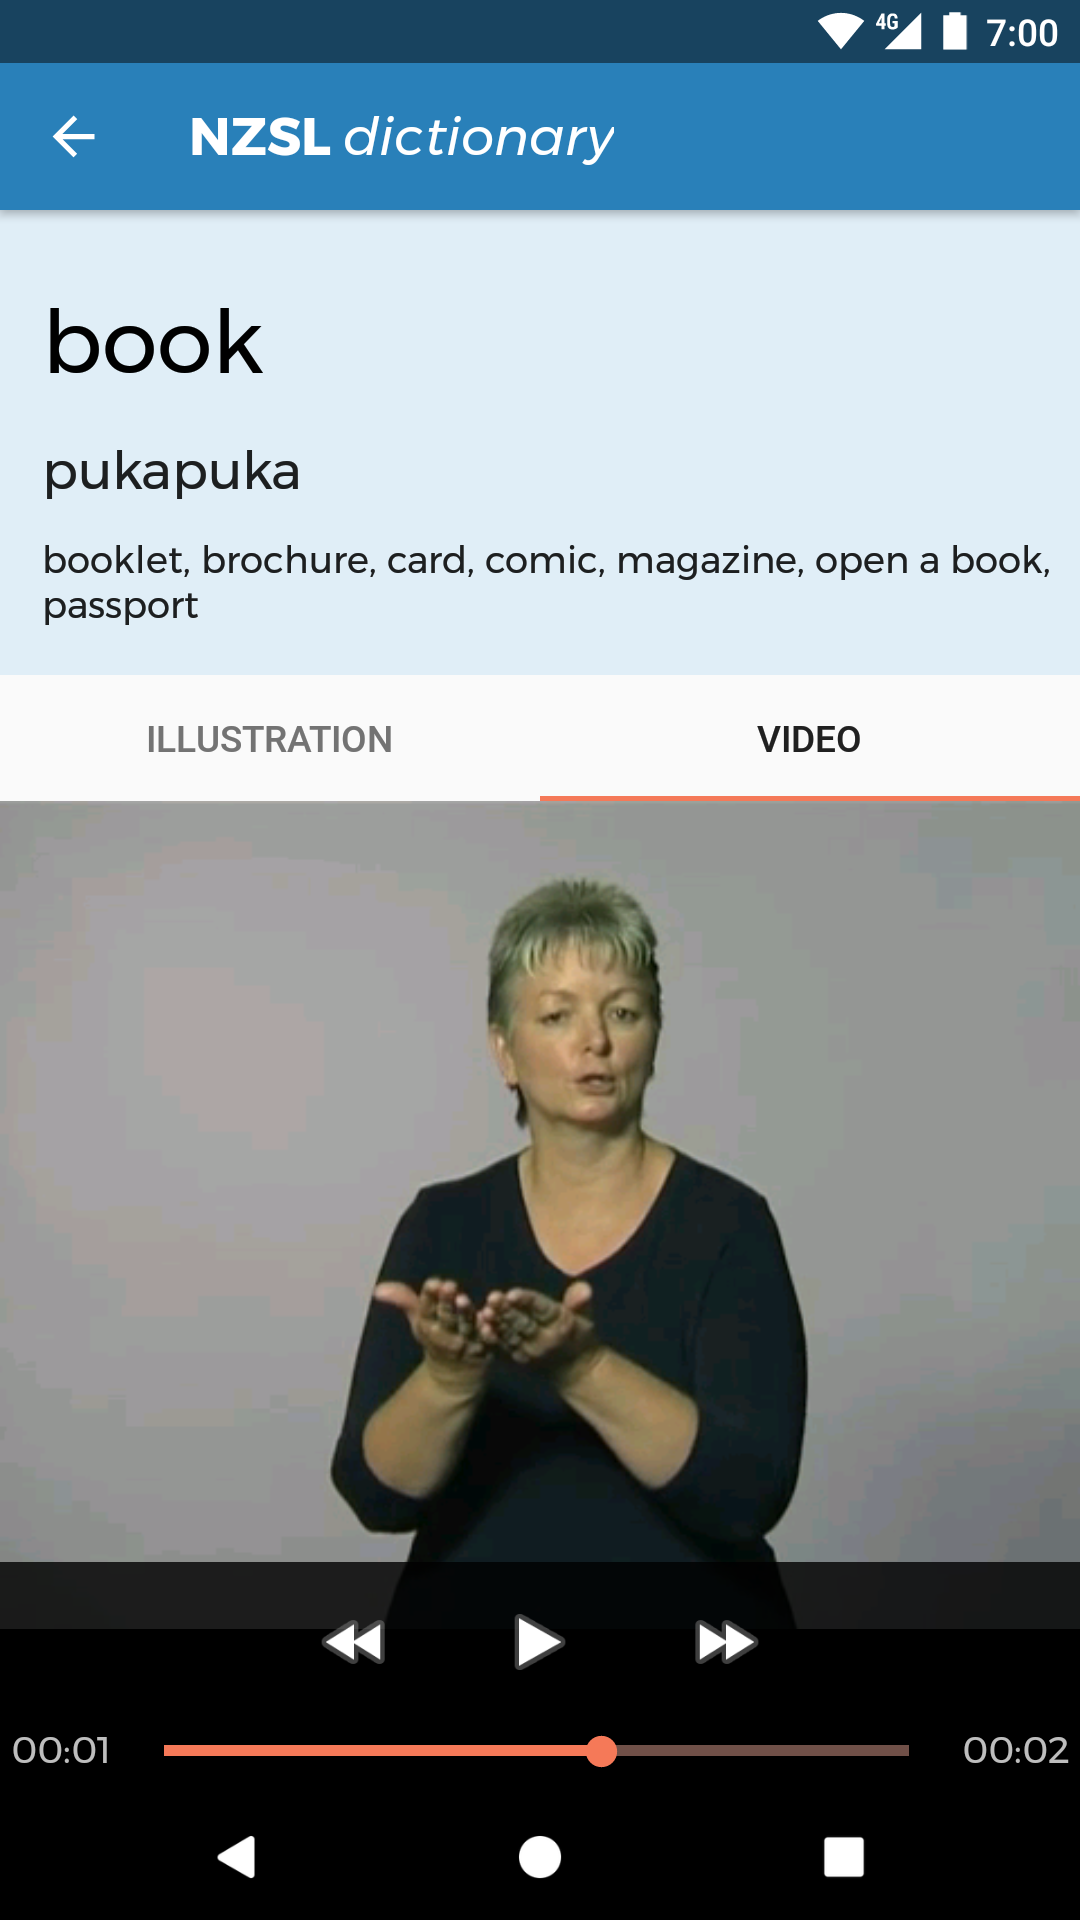 4G 7:00
NZSL dictionary
book
pukapuka
booklet, brochure, card, comic, magazine, open a book,
passport
ILLUSTRATION VIDEO
00:01 00:02